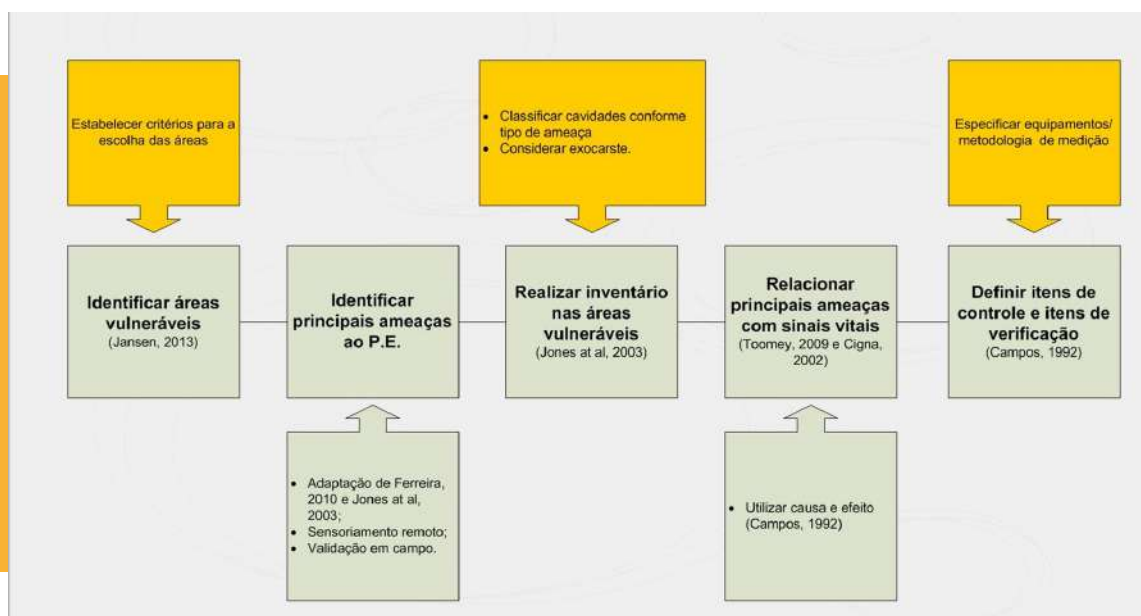 Estabelecer critérios para a
escolha das áreas
• Classificar cavidades conforme
tipo de ameaça
• Considerar exocarste.
Especificar equipamentos/
metodologia de medição
Identificar áreas
vulneráveis
(Jansen, 2013)
Identificar
principais ameaças
ao P.E.
Realizar inventário
nas áreas
vulneráveis
(Jones at al, 2003)
Relacionar
principais ameaças
com sinais vitais
(Toomey, 2009 e Cigna,
2002)
Definir itens de
controle e itens de
verificação
(Campos, 1992)
• Adaptação de Ferreira,
2010 e Jones at al,
2003;
• Sensoriamento remoto;
• Validação em campo.
• Utilizar causa e efeito
(Campos, 1992)